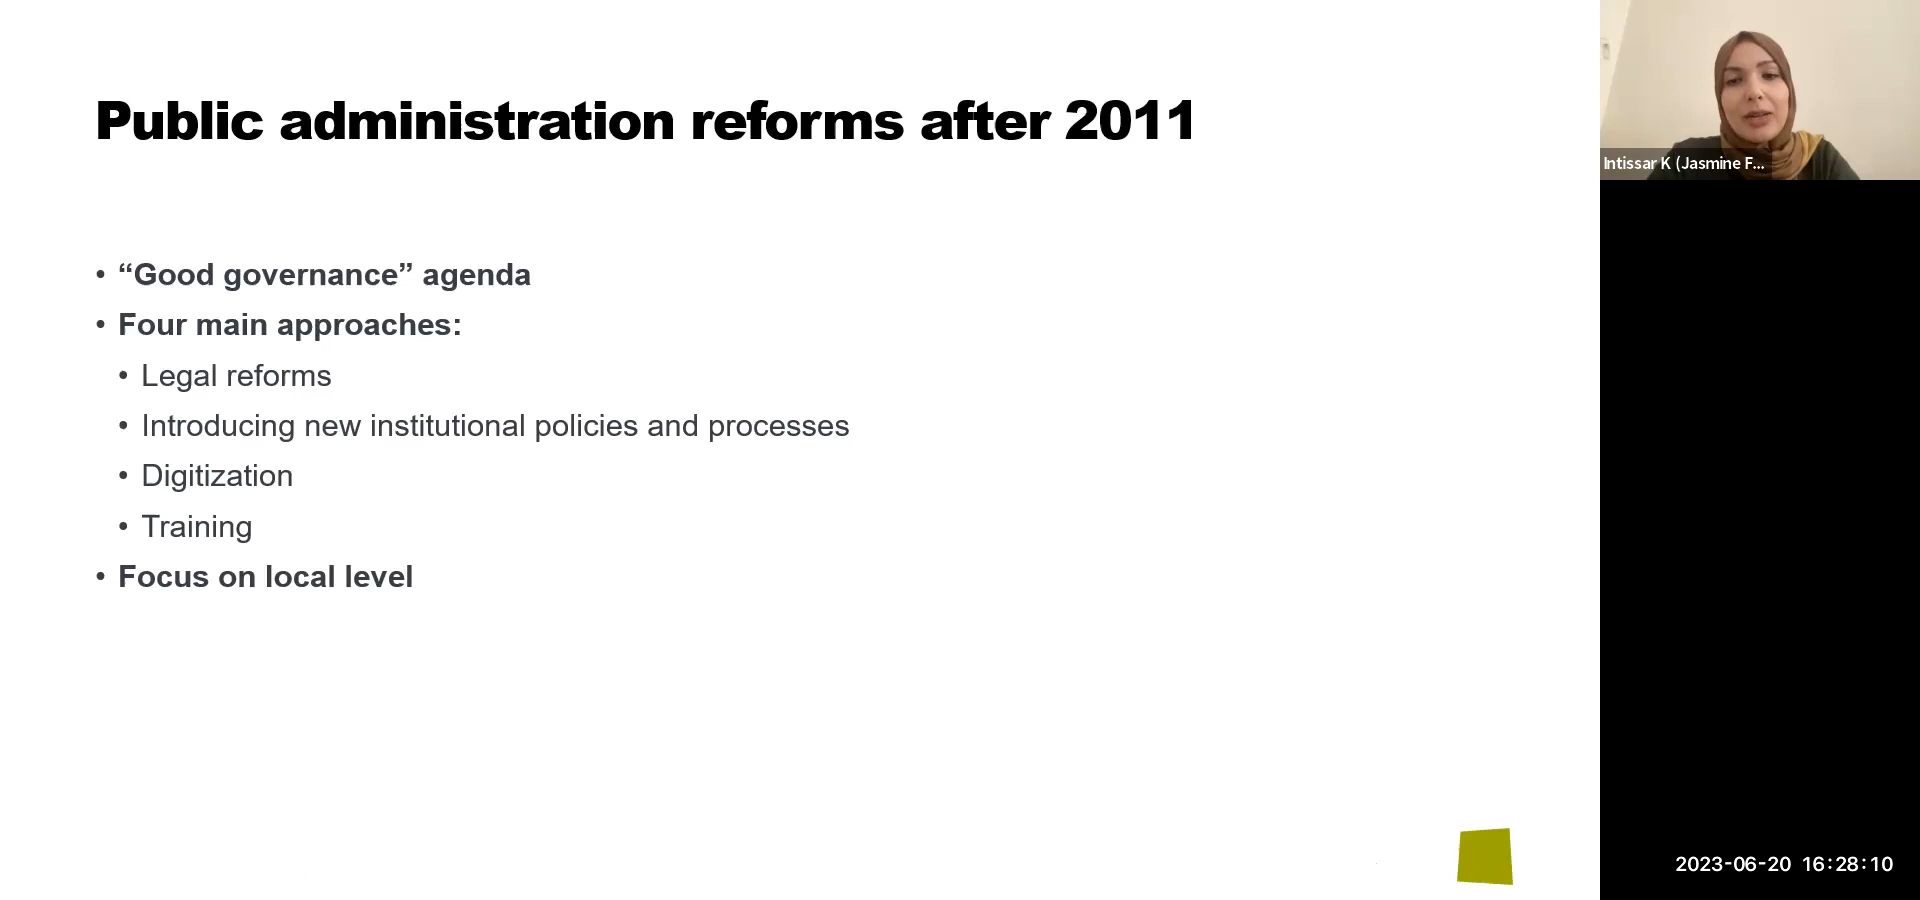 Public administration reforms after 2011
• “Good governance” agenda
• Four main approaches:
• Legal reforms
• Introducing new institutional policies and processes
• Digitization
• Training
• Focus on local level
Intissar K (Jasmine F...
2023-06-20 16:28:10